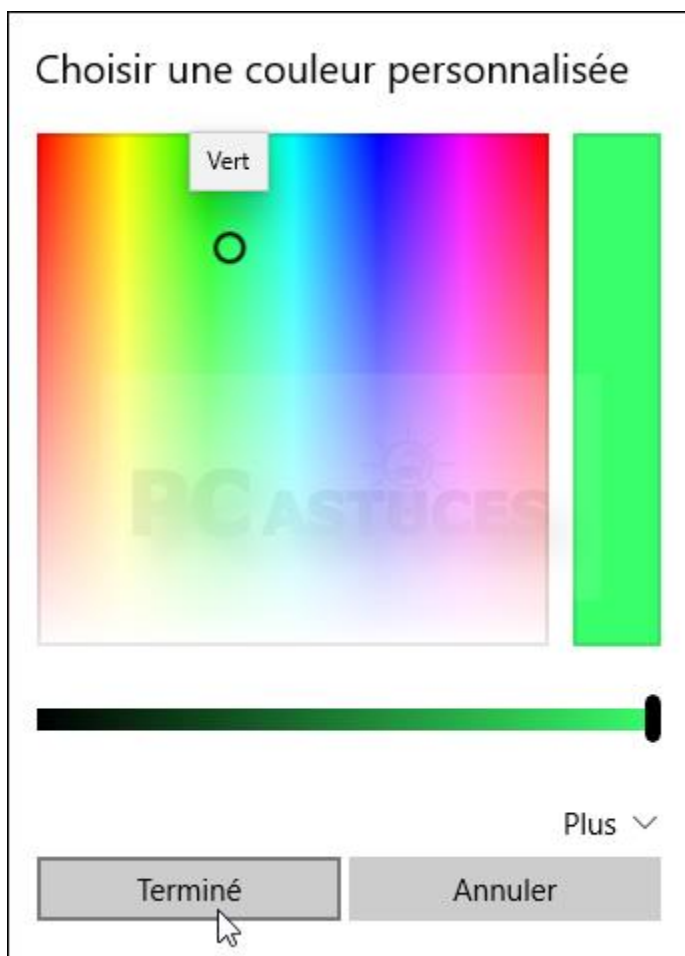 Choisir une couleur personnalisée
Vert
PC ASTUCES
Plus
Terminé
Annuler